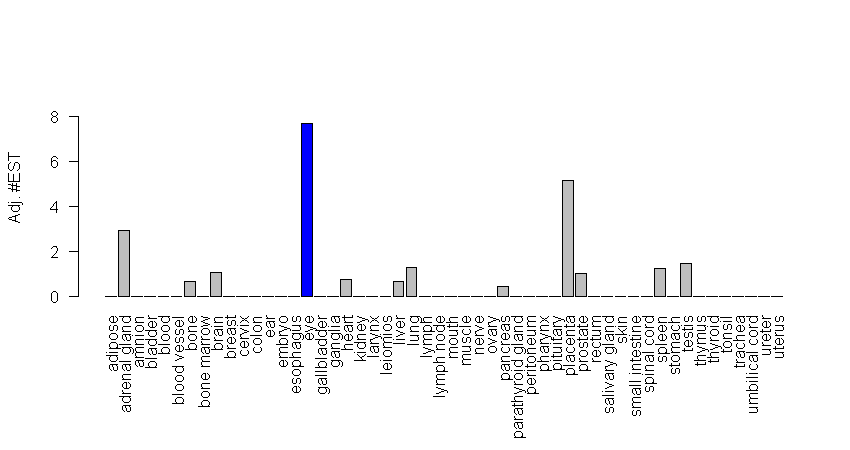 Adj. #EST
8
6
4
2
0
adipose
adrenal gland
amnion
bladder
blood
blood vessel
bone
bone marrow
brain
breast
cervix
colon
ear
embryo
esophagus
eye
gallbladder
ganglia
heart
kidney
larynx
leiomios
liver
lung
lymph
lymph node
mouth
muscle
nerve
ovary
pancreas
parathyroid gland
peritoneum
pharynx
pituitary
placenta
prostate
rectum
salivary gland
skin
small intestine
spinal cord
spleen
stomach
testis
thymus
thyroid
tonsil
trachea
umbilical cord
ureter
uterus